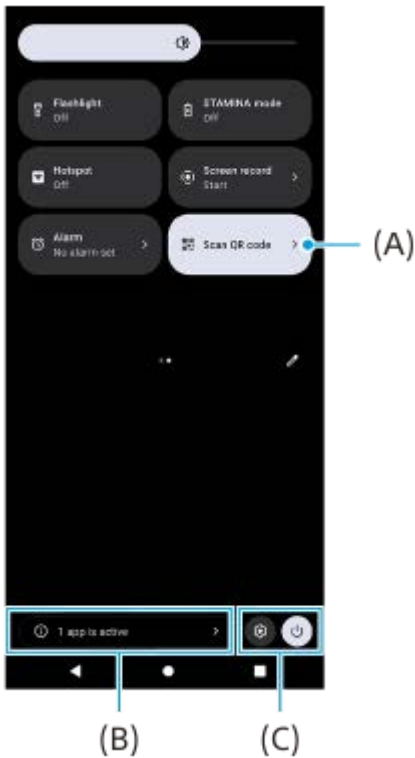 Flashlight
Off
STAMINA mode
Off
Hotspot
Off
Screen record
Start
Alarm
No alarm set
Scan QR code
(A)
1 app is active
(B)
(C)